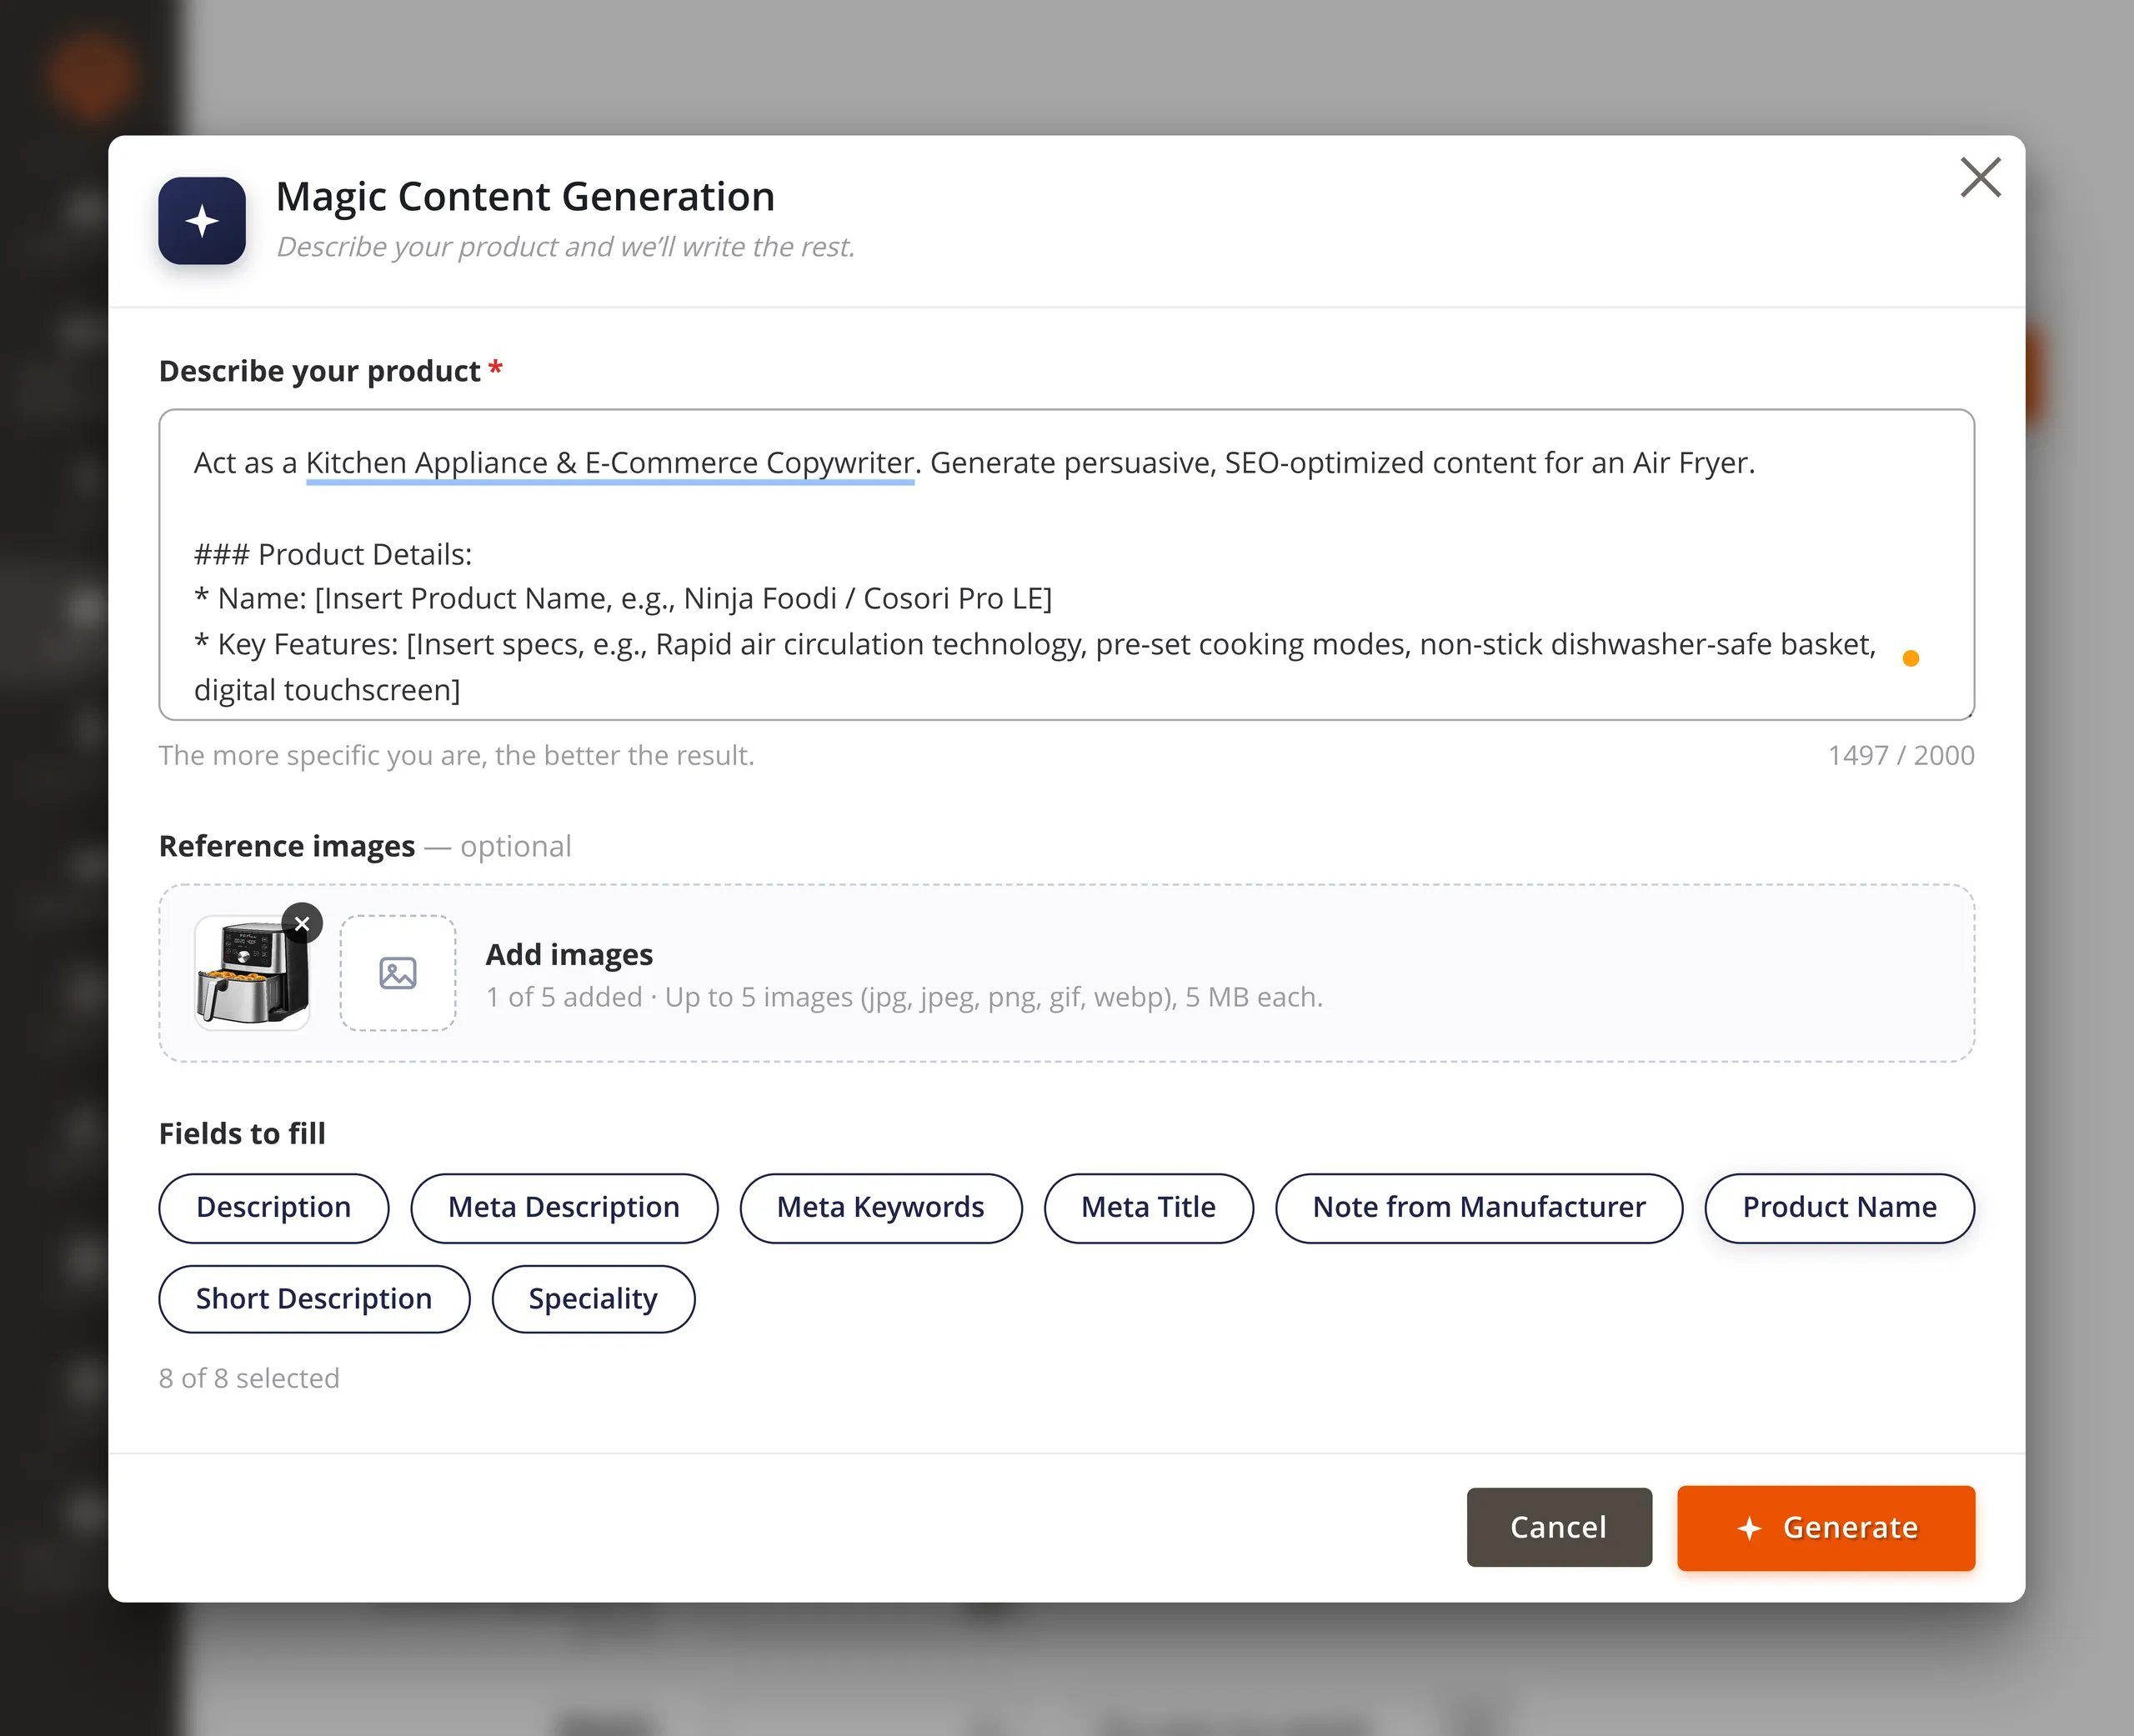 Magic Content Generation
Describe your product and we’ll write the rest.
Describe your product *
Act as a Kitchen Appliance & E-Commerce Copywriter. Generate persuasive, SEO-optimized content for an Air Fryer.
### Product Details:
* Name: [Insert Product Name, e.g., Ninja Foodi / Cosori Pro LE]
* Key Features: [Insert specs, e.g., Rapid air circulation technology, pre-set cooking modes, non-stick dishwasher-safe basket,
digital touchscreen]
The more specific you are, the better the result.
1497 / 2000
Reference images — optional
Add images
1 of 5 added · Up to 5 images (jpg, jpeg, png, gif, webp), 5 MB each.
Fields to fill
Description
Meta Description
Meta Keywords
Meta Title
Note from Manufacturer
Product Name
Short Description
Speciality
8 of 8 selected
Cancel
Generate